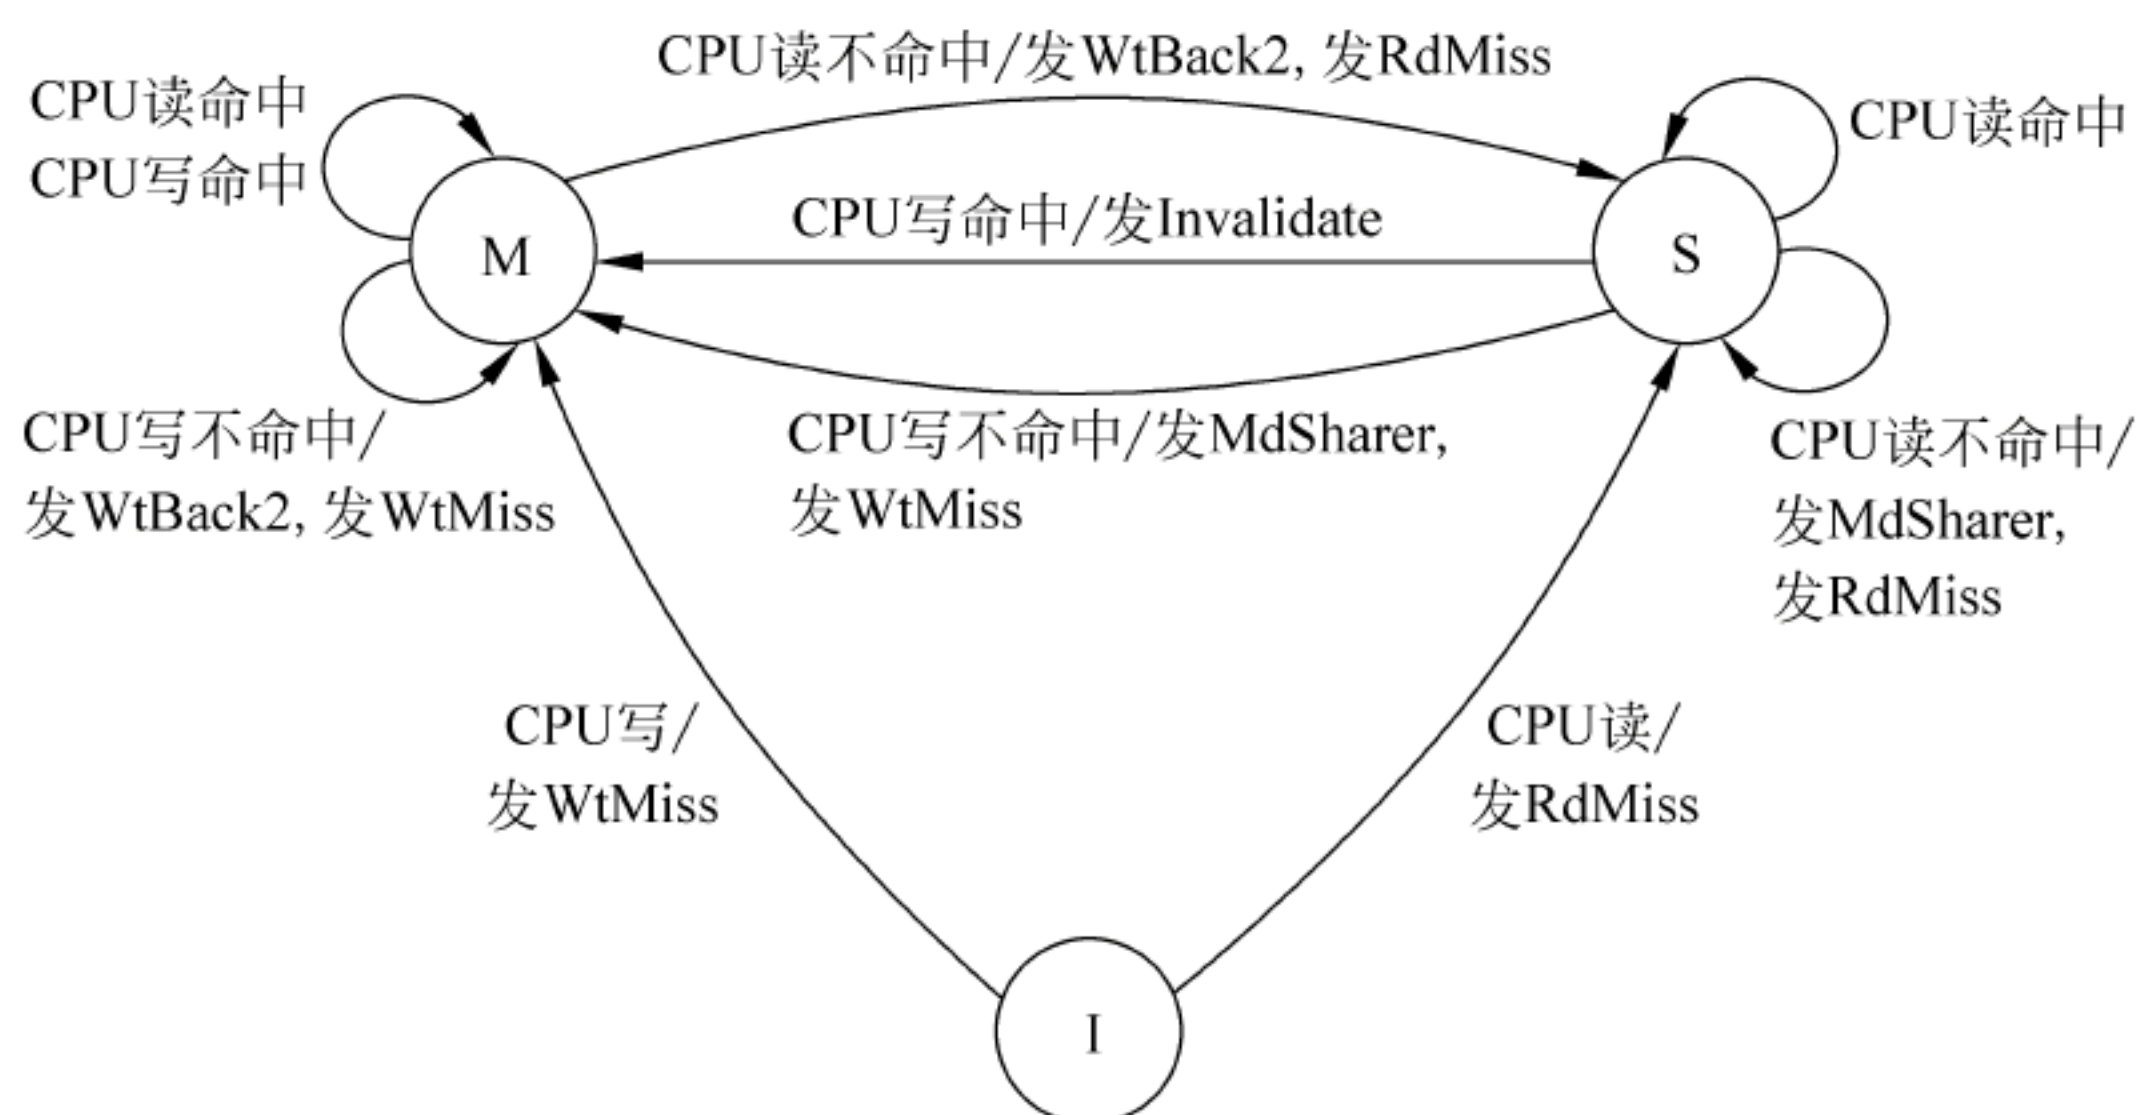 CPU读不命中/发WtBack2, 发RdMiss
CPU读命中
CPU写命中
CPU读命中
CPU写命中/发Invalidate
M
S
CPU写不命中/
发WtBack2, 发WtMiss
CPU写不命中/发MdSharer,
发WtMiss
CPU读不命中/
发MdSharer,
发RdMiss
CPU写/
发WtMiss
CPU读/
发RdMiss
I